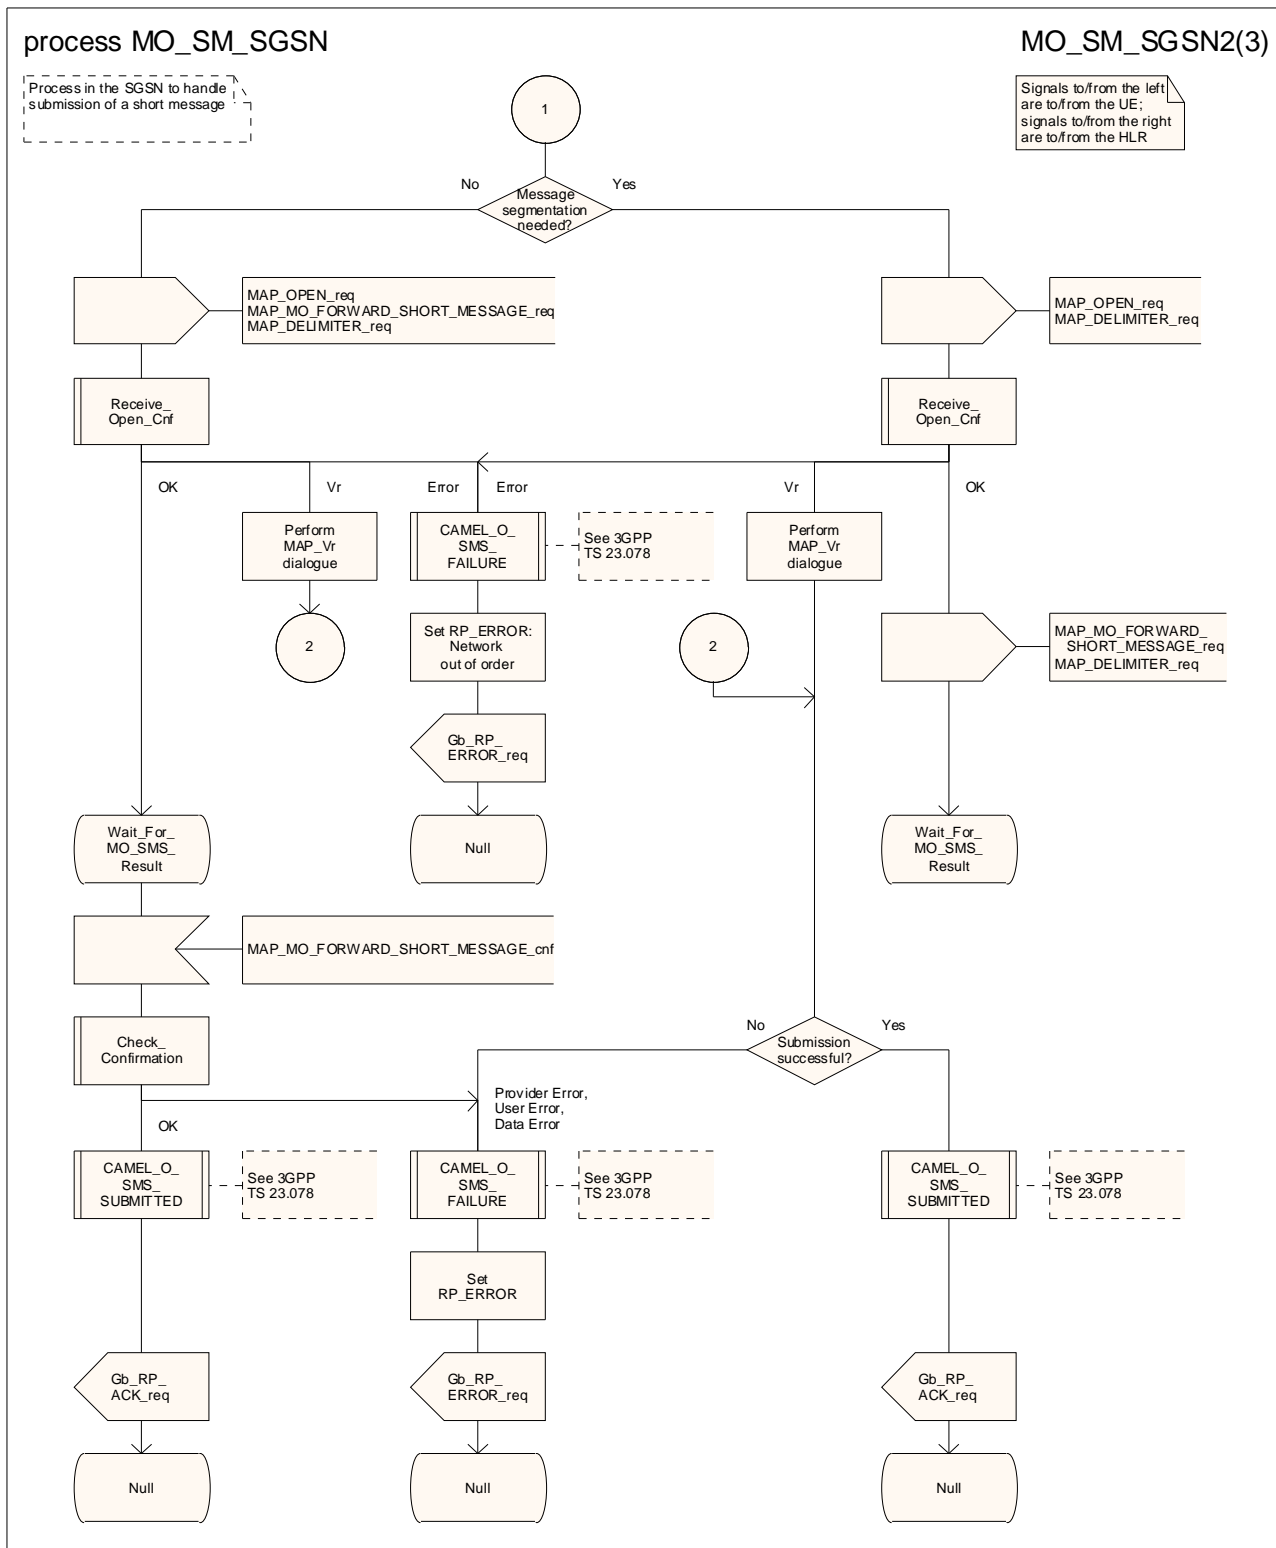 process MO_SM_SGSN
MO_SM_SGSN2(3)
Process in the SGSN to handle
submission of a short message
1
Signals to/from the left
are to/from the UE;
signals to/from the right
are to/from the HLR
No
Yes
Message
segmentation
needed?
MAP_OPEN_req
MAP_MO_FORWARD_SHORT_MESSAGE_req
MAP_DELIMITER_req
MAP_OPEN_req
MAP_DELIMITER_req
Receive_
Open_Cnf
Receive_
Open_Cnf
OK
Vr
Error
Error
Vr
OK
Perform
MAP_Vr
dialogue
CAMEL_O_
SMS_
FAILURE
See 3GPP
TS 23.078
Perform
MAP_Vr
dialogue
2
Set RP_ERROR:
Network
out of order
2
MAP_MO_FORWARD_
SHORT_MESSAGE_req
MAP_DELIMITER_req
Gb_RP_
ERROR_req
Wait_For_
MO_SMS_
Result
Null
Wait_For_
MO_SMS_
Result
MAP_MO_FORWARD_SHORT_MESSAGE_cnf
Check_
Confirmation
No
Yes
Submission
successful?
Provider Error,
User Error,
Data Error
OK
CAMEL_O_
SMS_
SUBMITTED
See 3GPP
TS 23.078
CAMEL_O_
SMS_
FAILURE
See 3GPP
TS 23.078
CAMEL_O_
SMS_
SUBMITTED
See 3GPP
TS 23.078
Set
RP_ERROR
Gb_RP_
ACK_req
Gb_RP_
ERROR_req
Gb_RP_
ACK_req
Null
Null
Null